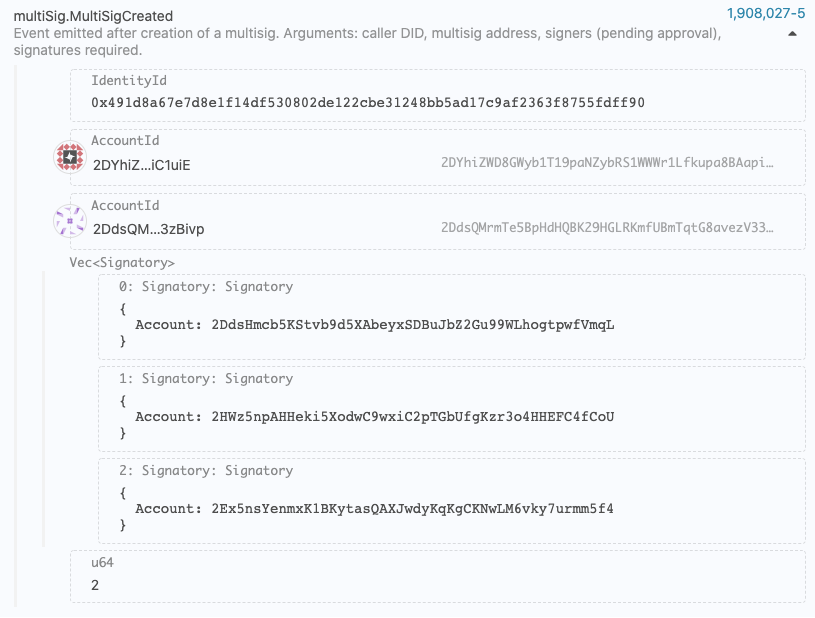 multiSig.MultiSigCreated
1,908,027-5
Event emitted after creation of a multisig. Arguments: caller DID, multisig address, signers (pending approval),
signatures required.
IdentityId
0x491d8a67e7d8e1f14df530802de122cbe31248bb5ad17c9af2363f8755fdff90
AccountId
2DYhiZ...iC1uiE
2DYhiZWD8GWyb1T19paNZybRS1WWWr1Lfkupa8BAapi…
AccountId
2DdsQM...3zBivp
2DdsQMrmTe5BpHdHQBK29HGLRKmfUBmTqtG8avezV33…
Vec<Signatory>
0: Signatory: Signatory
{
Account: 2DdsHmcb5KStvb9d5XAbeyxSDBuJbZ2Gu99WLhogtpwfVmqL
}
1: Signatory: Signatory
{
Account: 2HWz5npAHHeki5XodwC9wxiC2pTGbUfgKzr3o4HHEFC4fCoU
}
2: Signatory: Signatory
{
Account: 2Ex5nsYenmxK1BKytasQAXJwdyKqKgCKNwLM6vky7urmm5f4
}
u64
2